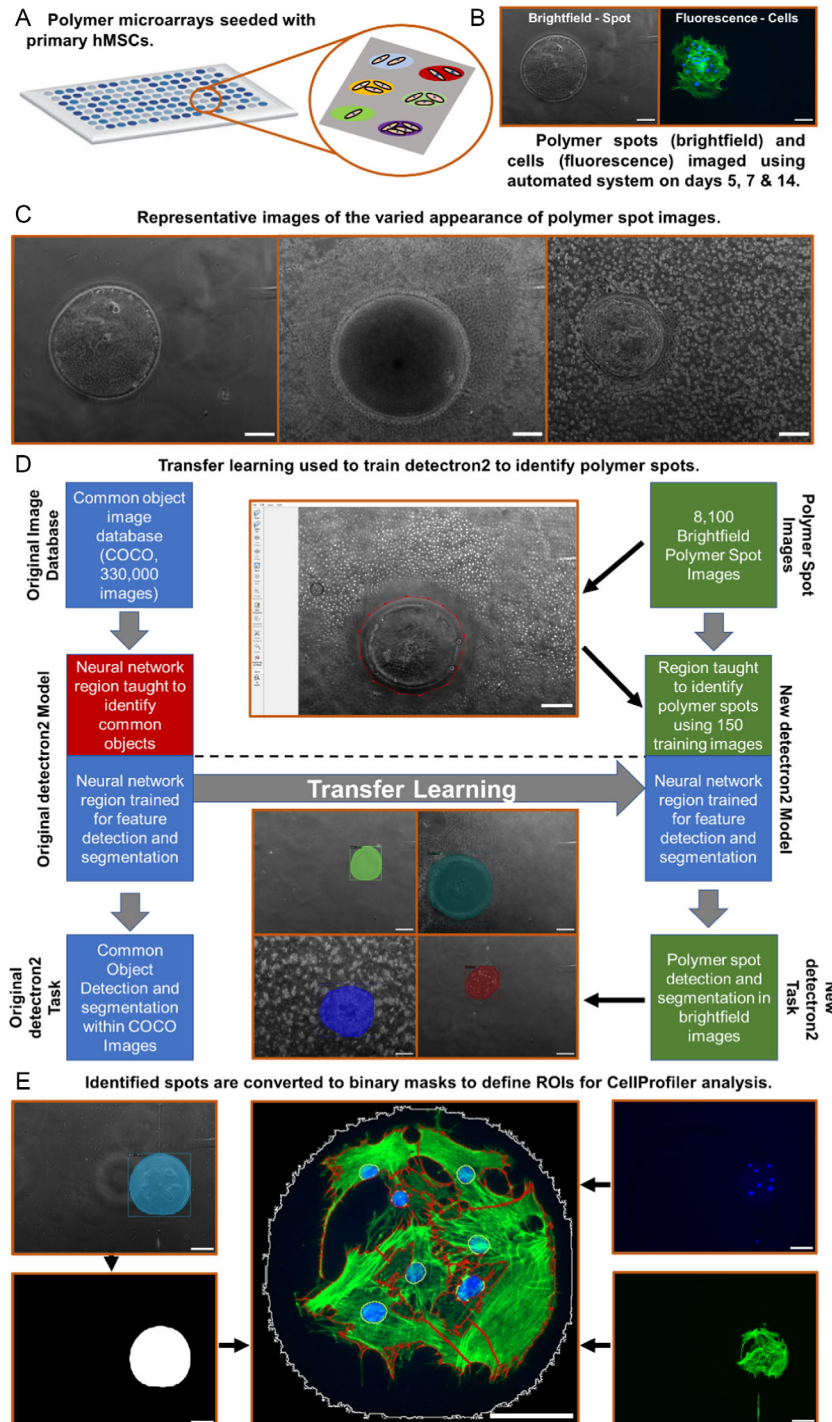 A
Polymer microarrays seeded with
primary hMSCs.
B
Brightfield - Spot
Fluorescence - Cells
Polymer spots (brightfield) and
cells (fluorescence) imaged using
automated system on days 5, 7 & 14.
C
Representative images of the varied appearance of polymer spot images.
D
Transfer learning used to train detectron2 to identify polymer spots.
Original Image
Database
Common object
image
database
(COCO,
330,000
images)
8,100
Brightfield
Polymer Spot
Images
Polymer Spot
Images
Original detectron2 Model
Neural network
region taught to
identify
common
objects
Region taught
to identify
polymer spots
using 150
training images
New detectron2
Model
Neural network
region trained
for feature
detection and
segmentation
Transfer Learning
Neural network
region trained
for feature
detection and
segmentation
Original
detectron2
Task
Common
Object
Detection and
segmentation
within COCO
Images
Polymer spot
detection and
segmentation in
brightfield
images
New
detectron2
Task
E
Identified spots are converted to binary masks to define ROIs for CellProfiler analysis.